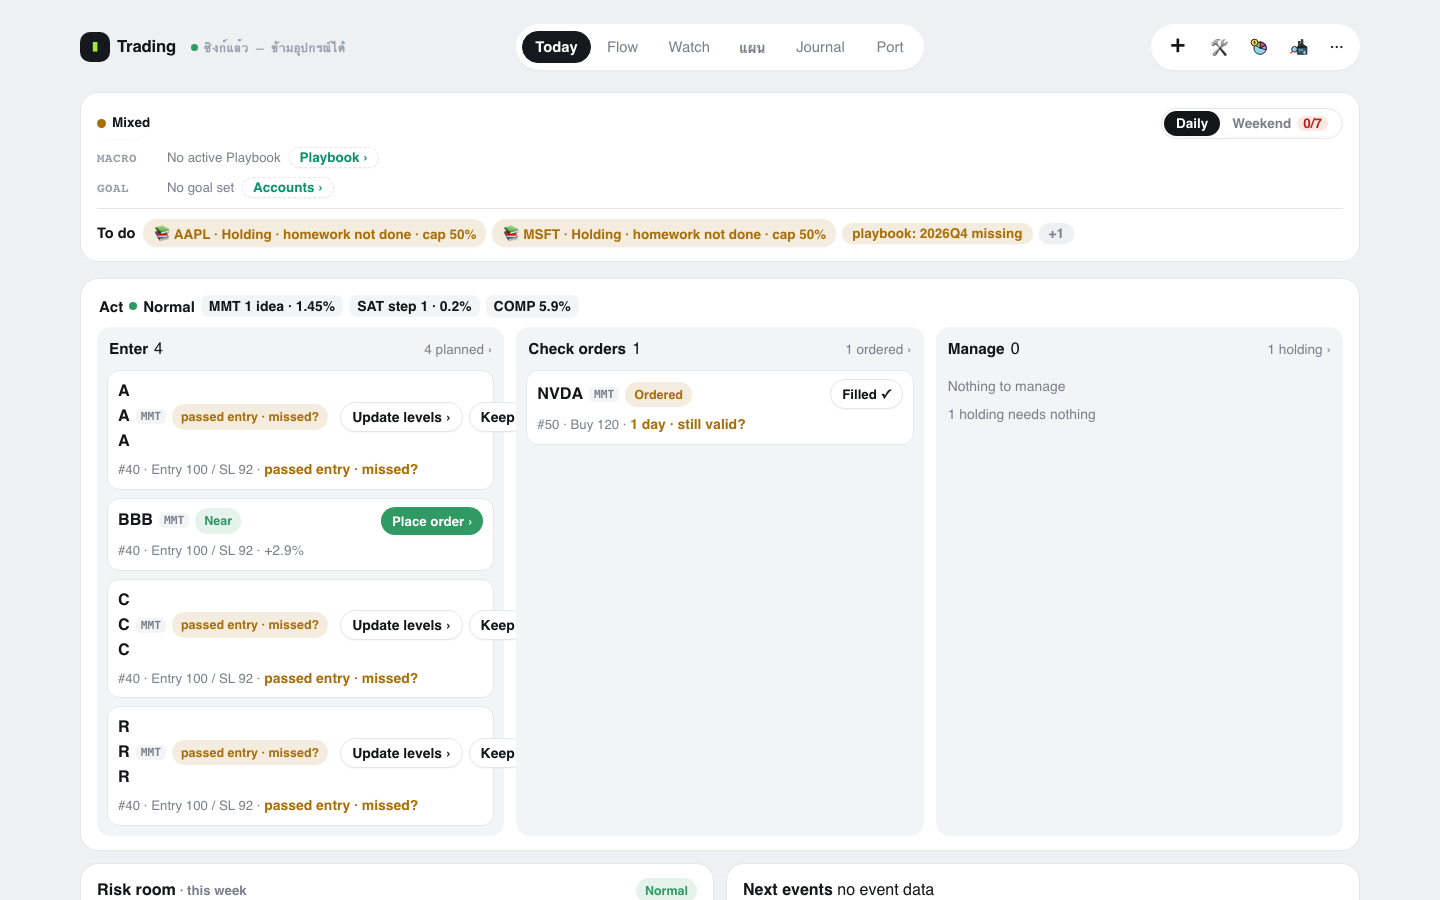 Trading
ซิงก์แล้ว — ข้ามอุปกรณ์ได้
Today Flow Watch แผน Journal Port
+ ···
Mixed
Daily Weekend 0/7
MACRO No active Playbook Playbook ›
GOAL No goal set Accounts ›
To do AAPL · Holding · homework not done · cap 50% MSFT · Holding · homework not done · cap 50% playbook: 2026Q4 missing +1
Act Normal MMT 1 idea · 1.45% SAT step 1 · 0.2% COMP 5.9%
Enter 4 4 planned ›
A
A MMT passed entry · missed? Update levels › Keep
A
#40 · Entry 100 / SL 92 · passed entry · missed?
BBB MMT Near Place order ›
#40 · Entry 100 / SL 92 · +2.9%
C
C MMT passed entry · missed? Update levels › Keep
C
#40 · Entry 100 / SL 92 · passed entry · missed?
R
R MMT passed entry · missed? Update levels › Keep
R
#40 · Entry 100 / SL 92 · passed entry · missed?
Check orders 1 1 ordered ›
NVDA MMT Ordered Filled ✓
#50 · Buy 120 · 1 day · still valid?
Manage 0 1 holding ›
Nothing to manage
1 holding needs nothing
Risk room · this week Normal
Next events no event data